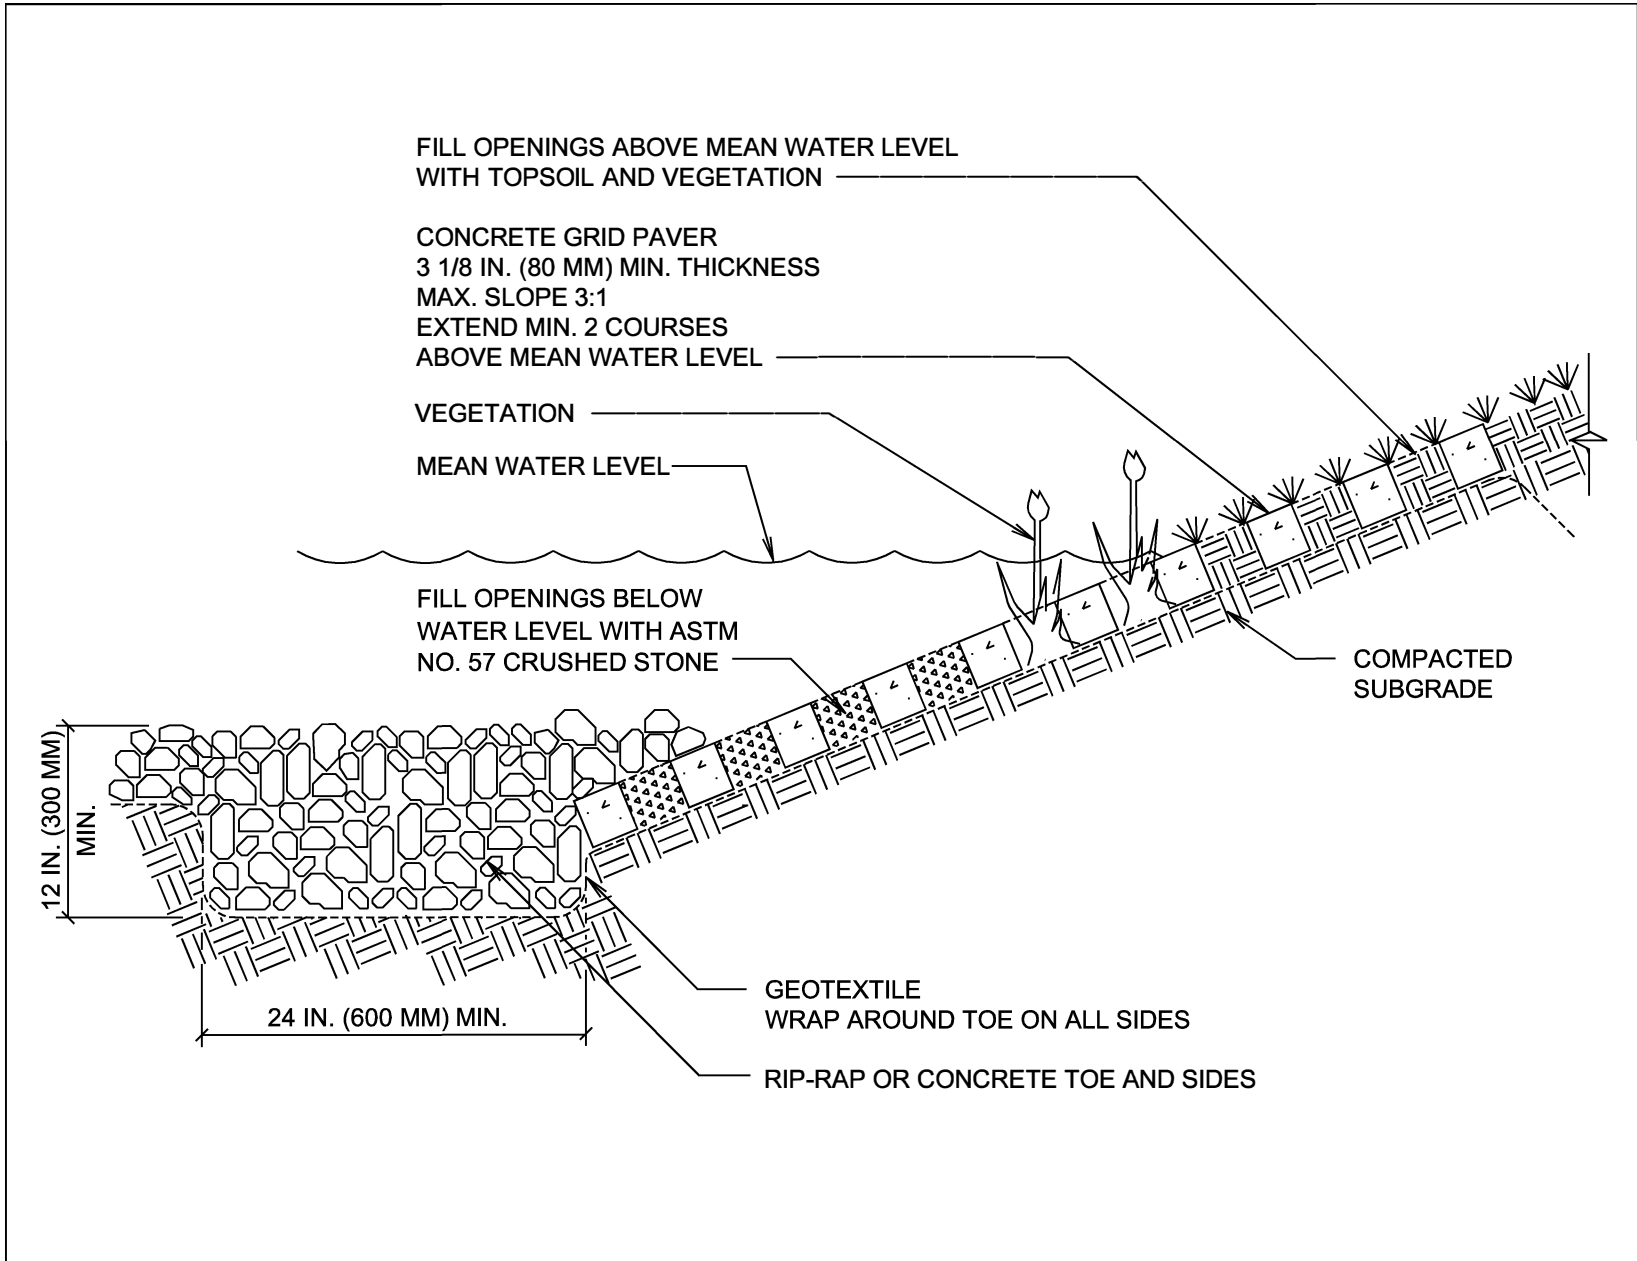 FILL OPENINGS ABOVE MEAN WATER LEVEL
WITH TOPSOIL AND VEGETATION
CONCRETE GRID PAVER
3 1/8 IN. (80 MM) MIN. THICKNESS
MAX. SLOPE 3:1
EXTEND MIN. 2 COURSES
ABOVE MEAN WATER LEVEL
VEGETATION
MEAN WATER LEVEL
FILL OPENINGS BELOW
WATER LEVEL WITH ASTM
NO. 57 CRUSHED STONE
COMPACTED
SUBGRADE
12 IN. (300 MM)
MIN.
24 IN. (600 MM) MIN.
GEOTEXTILE
WRAP AROUND TOE ON ALL SIDES
RIP-RAP OR CONCRETE TOE AND SIDES